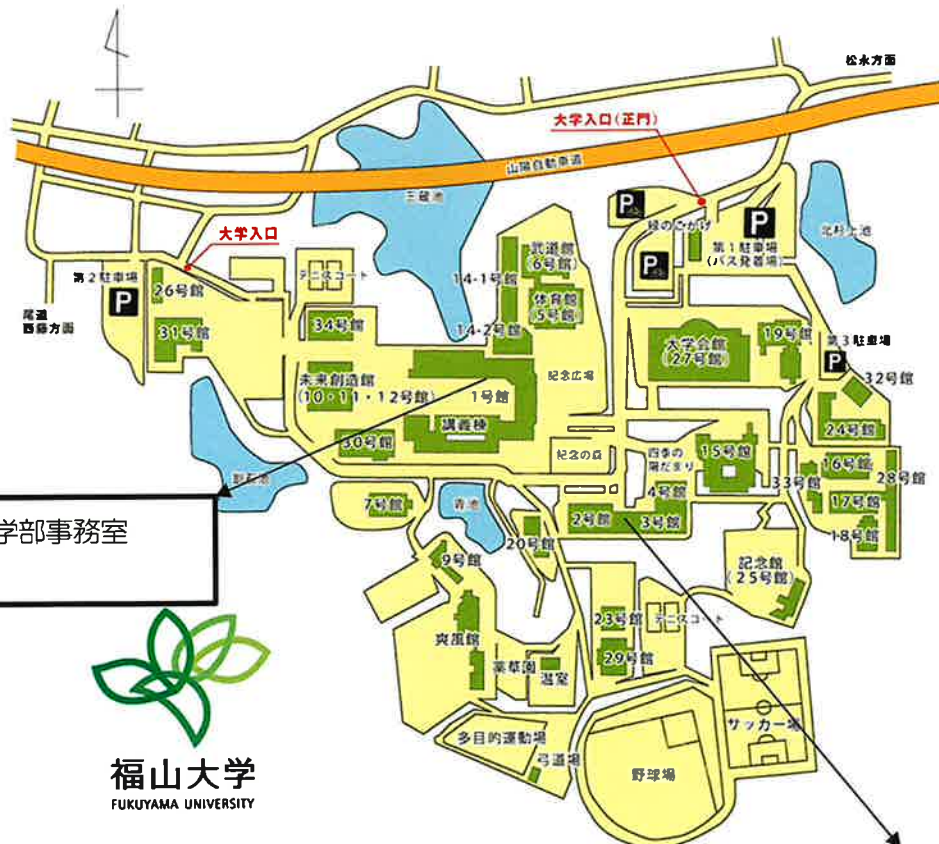 松永方面
大学入口(正門)
山陽自動車道
三蔵池
P
緑のこかげ
P
第1駐車場
(バス発着場)
P
北村上池
大学入口
第2駐車場
P
26号館
テニスコート
14-1号館
武道館
(6号館)
体育館
(5号館)
尾道
西藤方面
31号館
34号館
14-2号館
大学会館
(27号館)
19号館
第3駐車場
P
32号館
未来創造館
(10・11・12号館)
1号館
記念広場
講義棟
24号館
30号館
記念の森
四季の
陽だまり
15号館
16号館
28号館
33号館
17号館
18号館
学部事務室
7号館
青池
20号館
2号館
4号館
3号館
9号館
記念館
(25号館)
23号館
テニスコート
29号館
爽風館
薬草園
温室
サッカー場
多目的運動場
弓道場
野球場
福山大学
FUKUYAMA UNIVERSITY